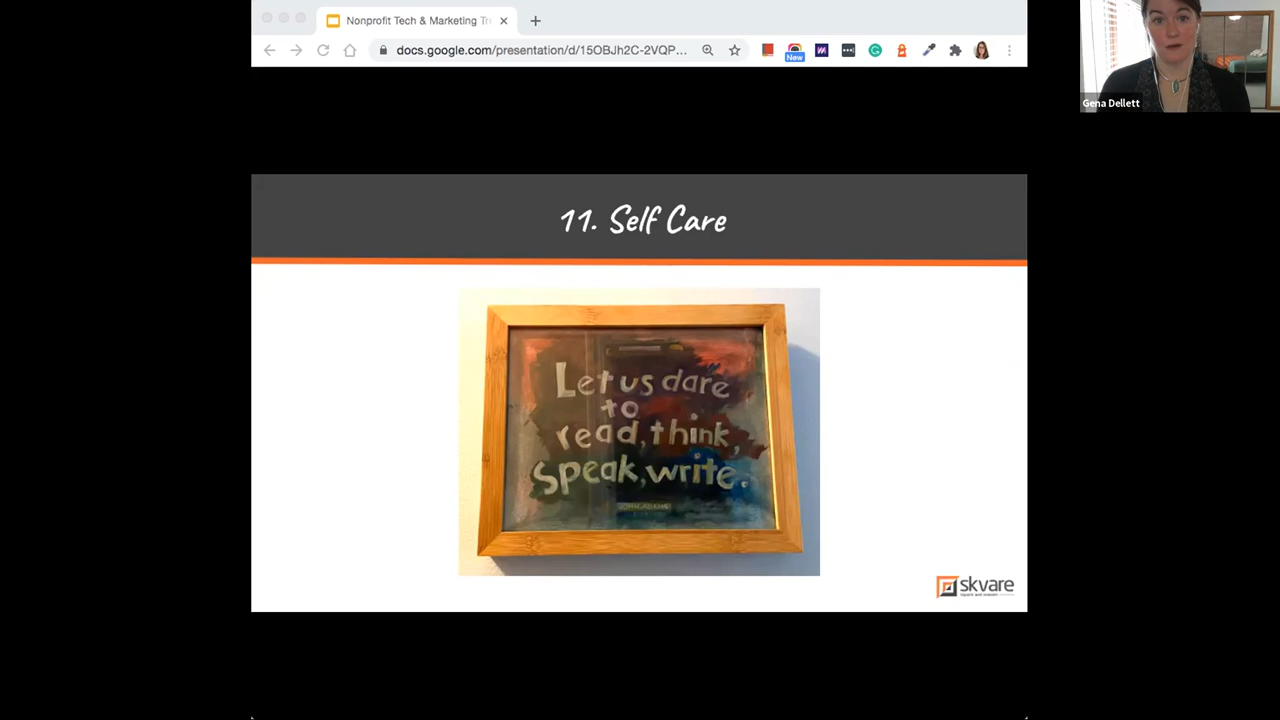 Nonprofit Tech & Marketing Tr
docs.google.com/presentation/d/15OBJh2C-2VQP...
New
Gena Dellett
11. Self Care
Let us dare
to
read, think,
speak, write.
skvare